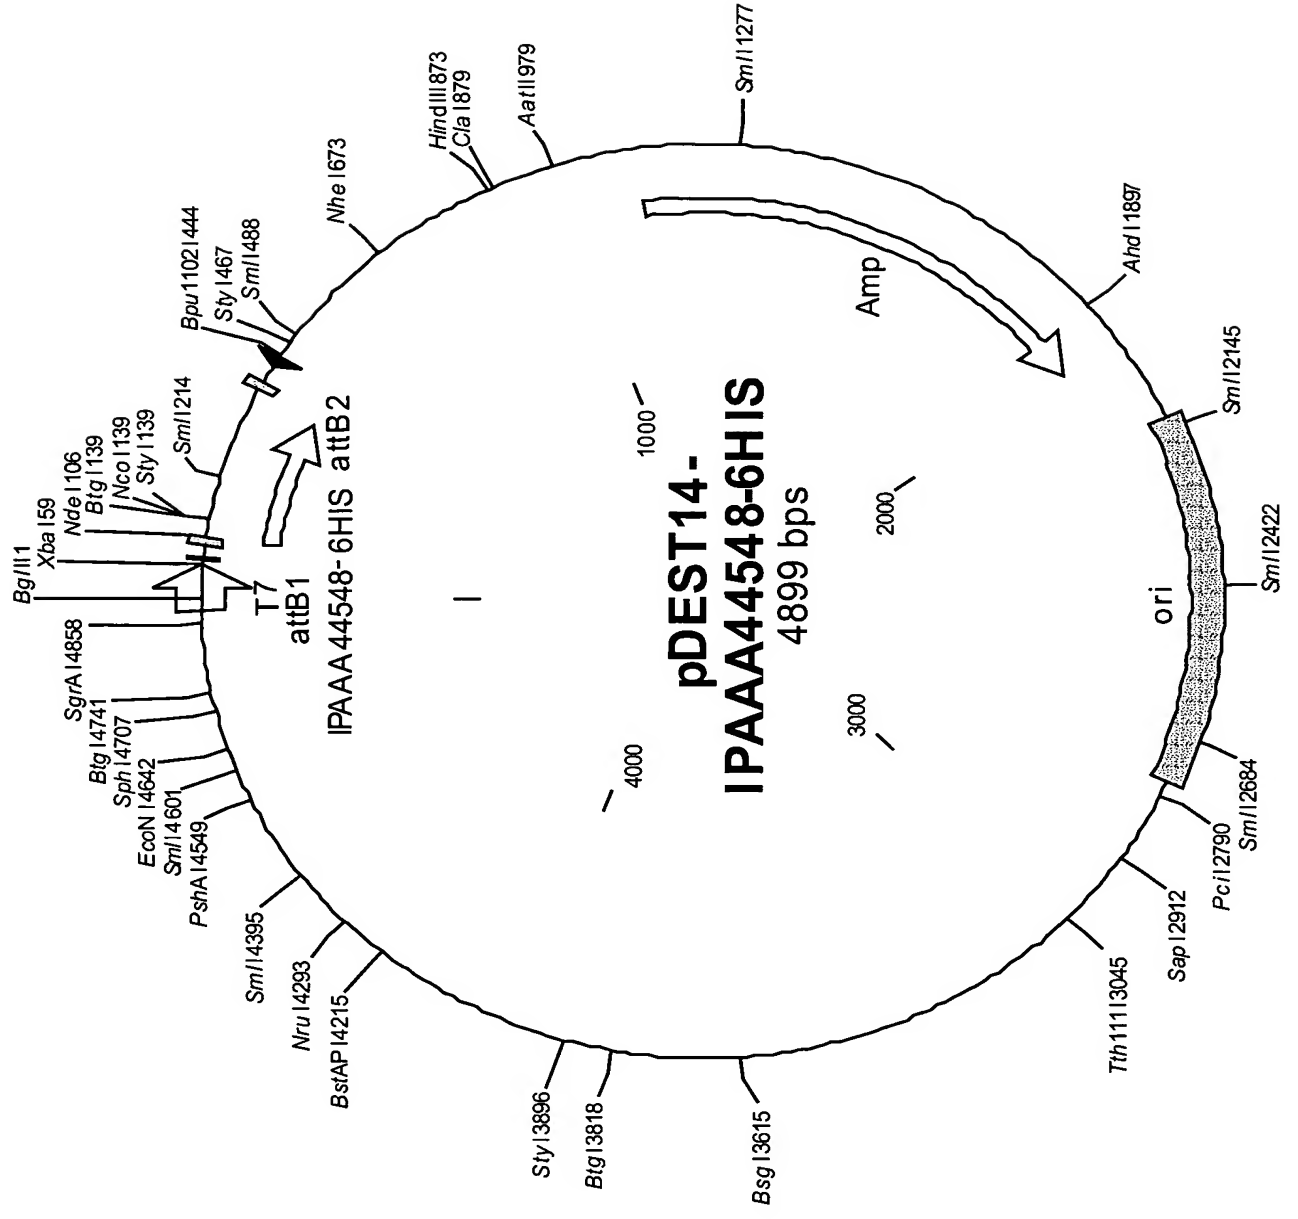 BglII 1
XbaI 59
NdeI 106
BtgI 139
NcoI 139
StyI 139
SmlI 214
Bpu1102I 444
StyI 467
SmlI 488
NheI 673
HindIII 873
ClaI 879
AatII 979
SmlI 1277
AhdI 1897
SmlI 2145
SmlI 2422
SmlI 2684
PciI 2790
SapI 2912
Tth111I 3045
BsgI 3615
BtgI 3818
StyI 3896
BstAPI 4215
NruI 4293
SmlI 4395
PshAI 4549
SmlI 4601
EcoNI 4642
SphI 4707
BtgI 4741
SgrAI 4858
T7
attB1
IPAAA44548-6HIS attB2
Amp
ori
1000
2000
3000
4000
pDEST14-
IPAAA44548-6HIS
4899 bps